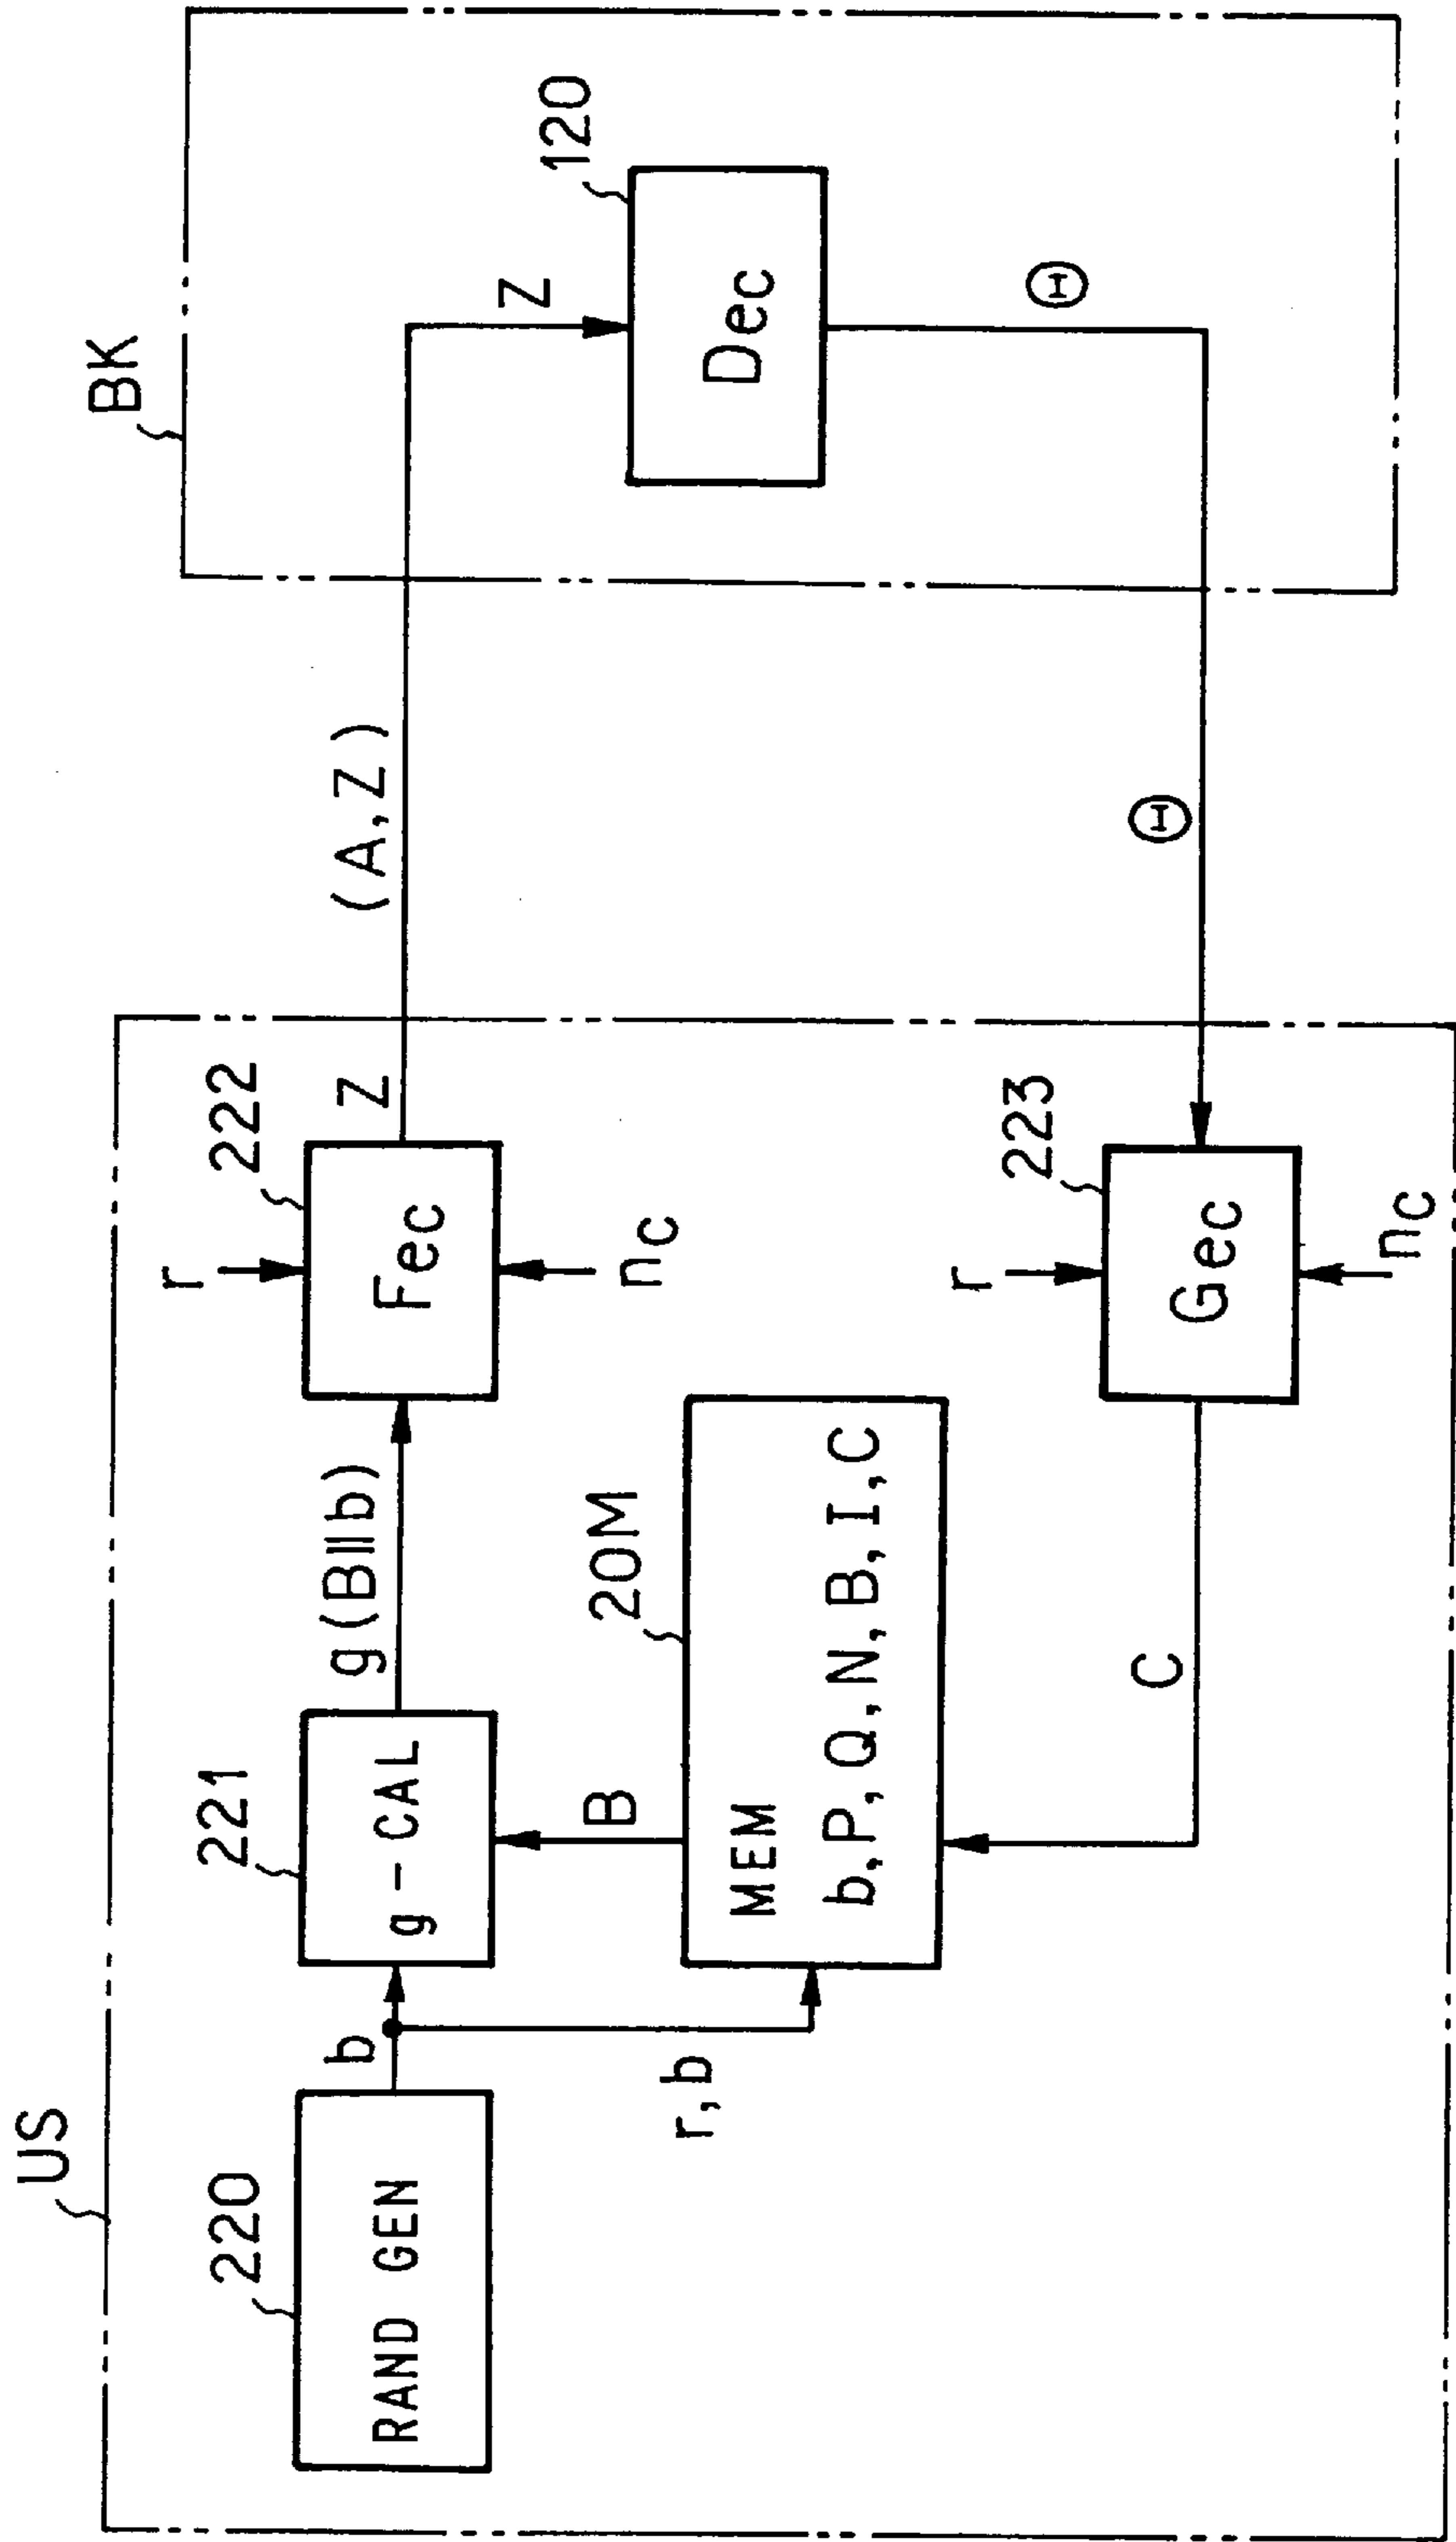 US
BK
220
RAND GEN
b
r,b
221
g-CAL
g(B∥b)
222
r
Fec
nc
Z
(A,Z)
Z
120
Dec
Θ
Θ
B
20M
MEM
b,P,Q,N,B,I,C
223
r
Gec
nc
C